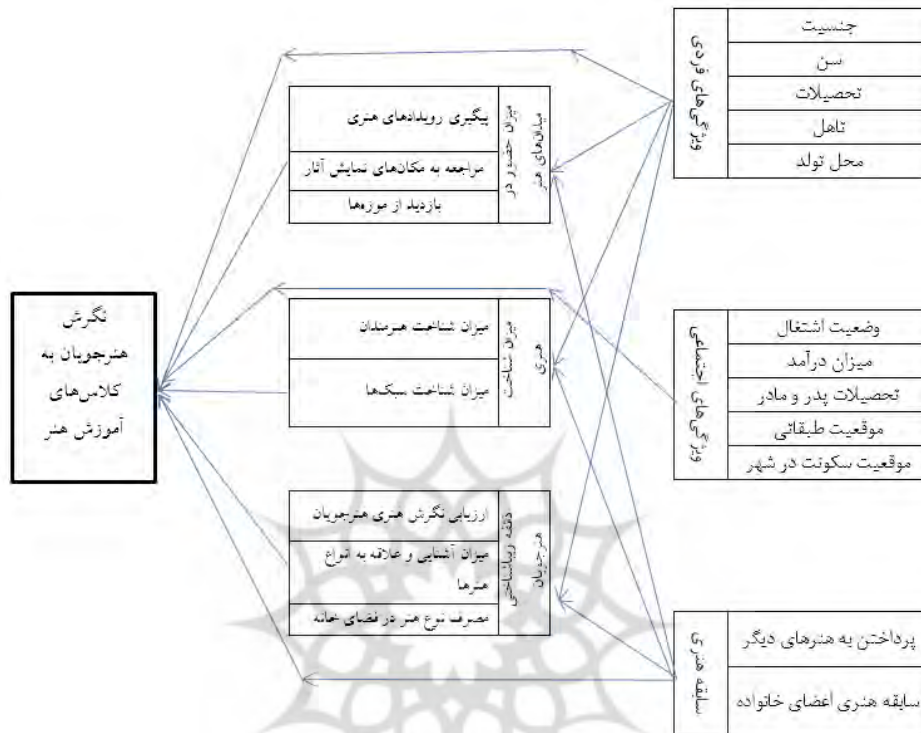 ویژگی‌های فردی
جنسیت
سن
تحصیلات
تاهل
محل تولد
ویژگی‌های اجتماعی
وضعیت اشتغال
میزان درآمد
تحصیلات پدر و مادر
موقعیت طبقاتی
موقعیت سکونت در شهر
سابقه هنری
پرداختن به هنرهای دیگر
سابقه هنری اعضای خانواده
میزان حضور در
میدان‌های هنر
پیگیری رویدادهای هنری
مراجعه به مکان‌های نمایش آثار
بازدید از موزه‌ها
میزان شناخت
هنری
میزان شناخت هنرمندان
میزان شناخت سبک‌ها
ذائقه زیباشناختی
هنرجویان
ارزیابی نگرش هنری هنرجویان
میزان آشنایی و علاقه به انواع
هنرها
مصرف نوع هنر در فضای خانه
نگرش
هنرجویان به
کلاس‌های
آموزش هنر